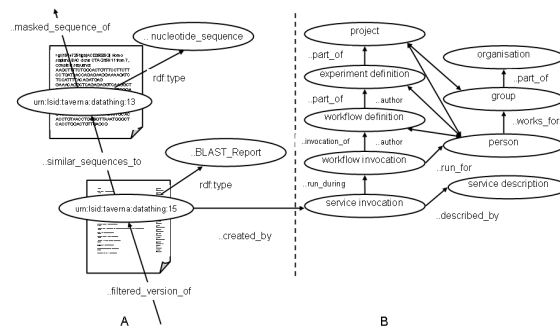 ..masked_sequence_of
.. nucleotide_sequence
rdf:type
urn:lsid:taverna:datathing:13
..similar_sequences_to
..BLAST_Report
rdf:type
urn:lsid:taverna:datathing:15
..created_by
..filtered_version_of
A
project
..part_of
organisation
experiment definition
..part_of
..part_of
..author
group
workflow definition
..works_for
..invocation_of
..author
person
workflow invocation
..run_for
..run_during
service description
service invocation
..described_by
B